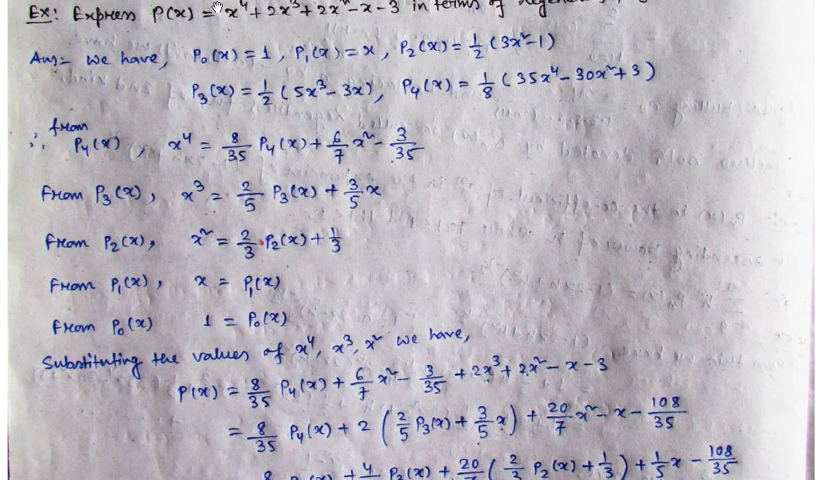 Ex: Express P(x) = x⁴ + 2x³ + 2x² - x - 3 in terms of
Ans- We have, P₀(x) = 1, P₁(x) = x, P₂(x) = 1/2 (3x² - 1)
P₃(x) = 1/2 (5x³ - 3x), P₄(x) = 1/8 (35x⁴ - 30x² + 3)
∴ from P₄(x), x⁴ = 8/35 P₄(x) + 6/7 x² - 3/35
From P₃(x), x³ = 2/5 P₃(x) + 3/5 x
From P₂(x), x² = 2/3 P₂(x) + 1/3
From P₁(x), x = P₁(x)
From P₀(x) 1 = P₀(x)
Substituting the values of x⁴, x³, x² we have,
P(x) = 8/35 P₄(x) + 6/7 x² - 3/35 + 2x³ + 2x² - x - 3
= 8/35 P₄(x) + 2 (2/5 P₃(x) + 3/5 x) + 20/7 x² - x - 108/35
8 (x) + 4 P₃(x) + 20 (2 P₂(x) + 1/3) + 1/5 x - 108/35